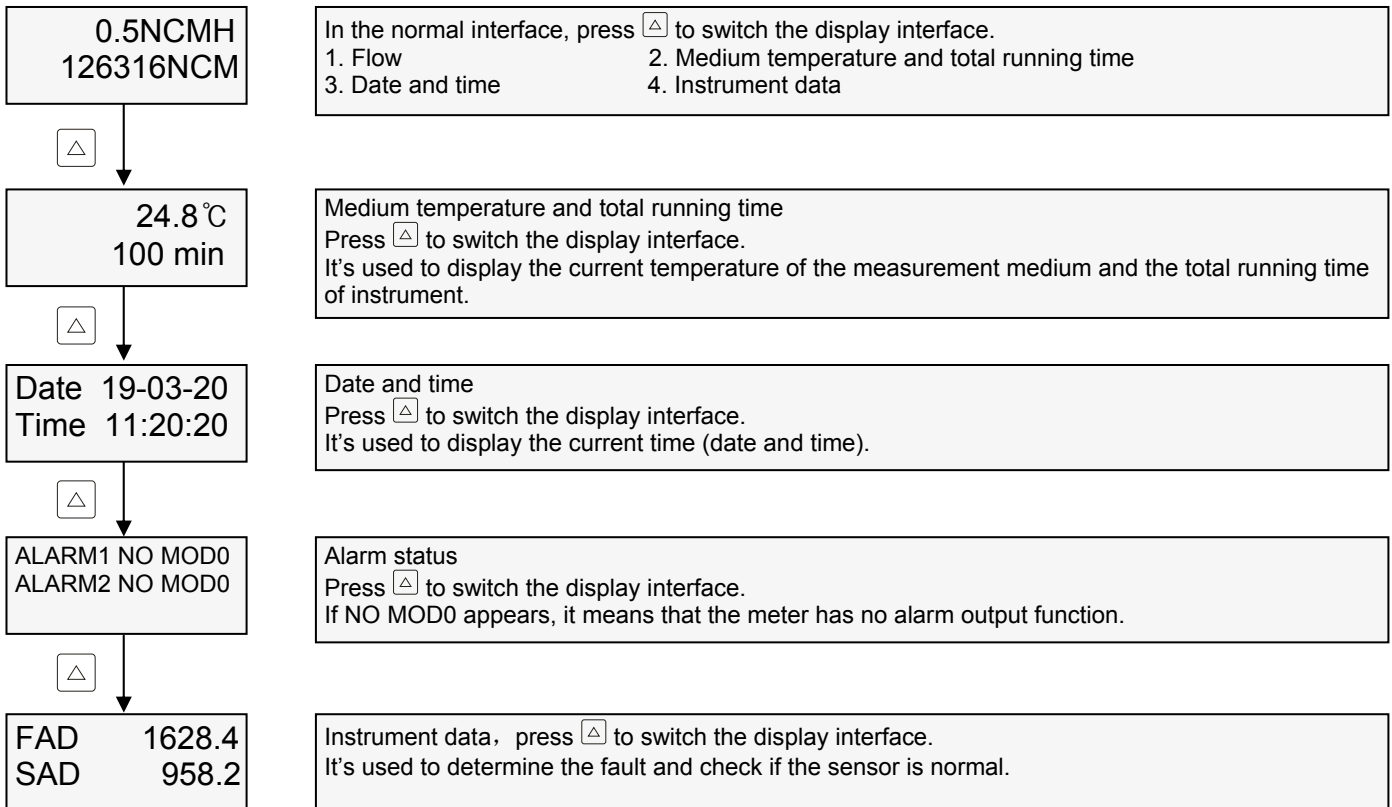 0.5NCMH
126316NCM
In the normal interface, press △ to switch the display interface.
1. Flow 2. Medium temperature and total running time
3. Date and time 4. Instrument data
△
24.8℃
100 min
Medium temperature and total running time
Press △ to switch the display interface.
It's used to display the current temperature of the measurement medium and the total running time
of instrument.
△
Date 19-03-20
Time 11:20:20
Date and time
Press △ to switch the display interface.
It's used to display the current time (date and time).
△
ALARM1 NO MOD0
ALARM2 NO MOD0
Alarm status
Press △ to switch the display interface.
If NO MOD0 appears, it means that the meter has no alarm output function.
△
FAD 1628.4
SAD 958.2
Instrument data，press △ to switch the display interface.
It's used to determine the fault and check if the sensor is normal.